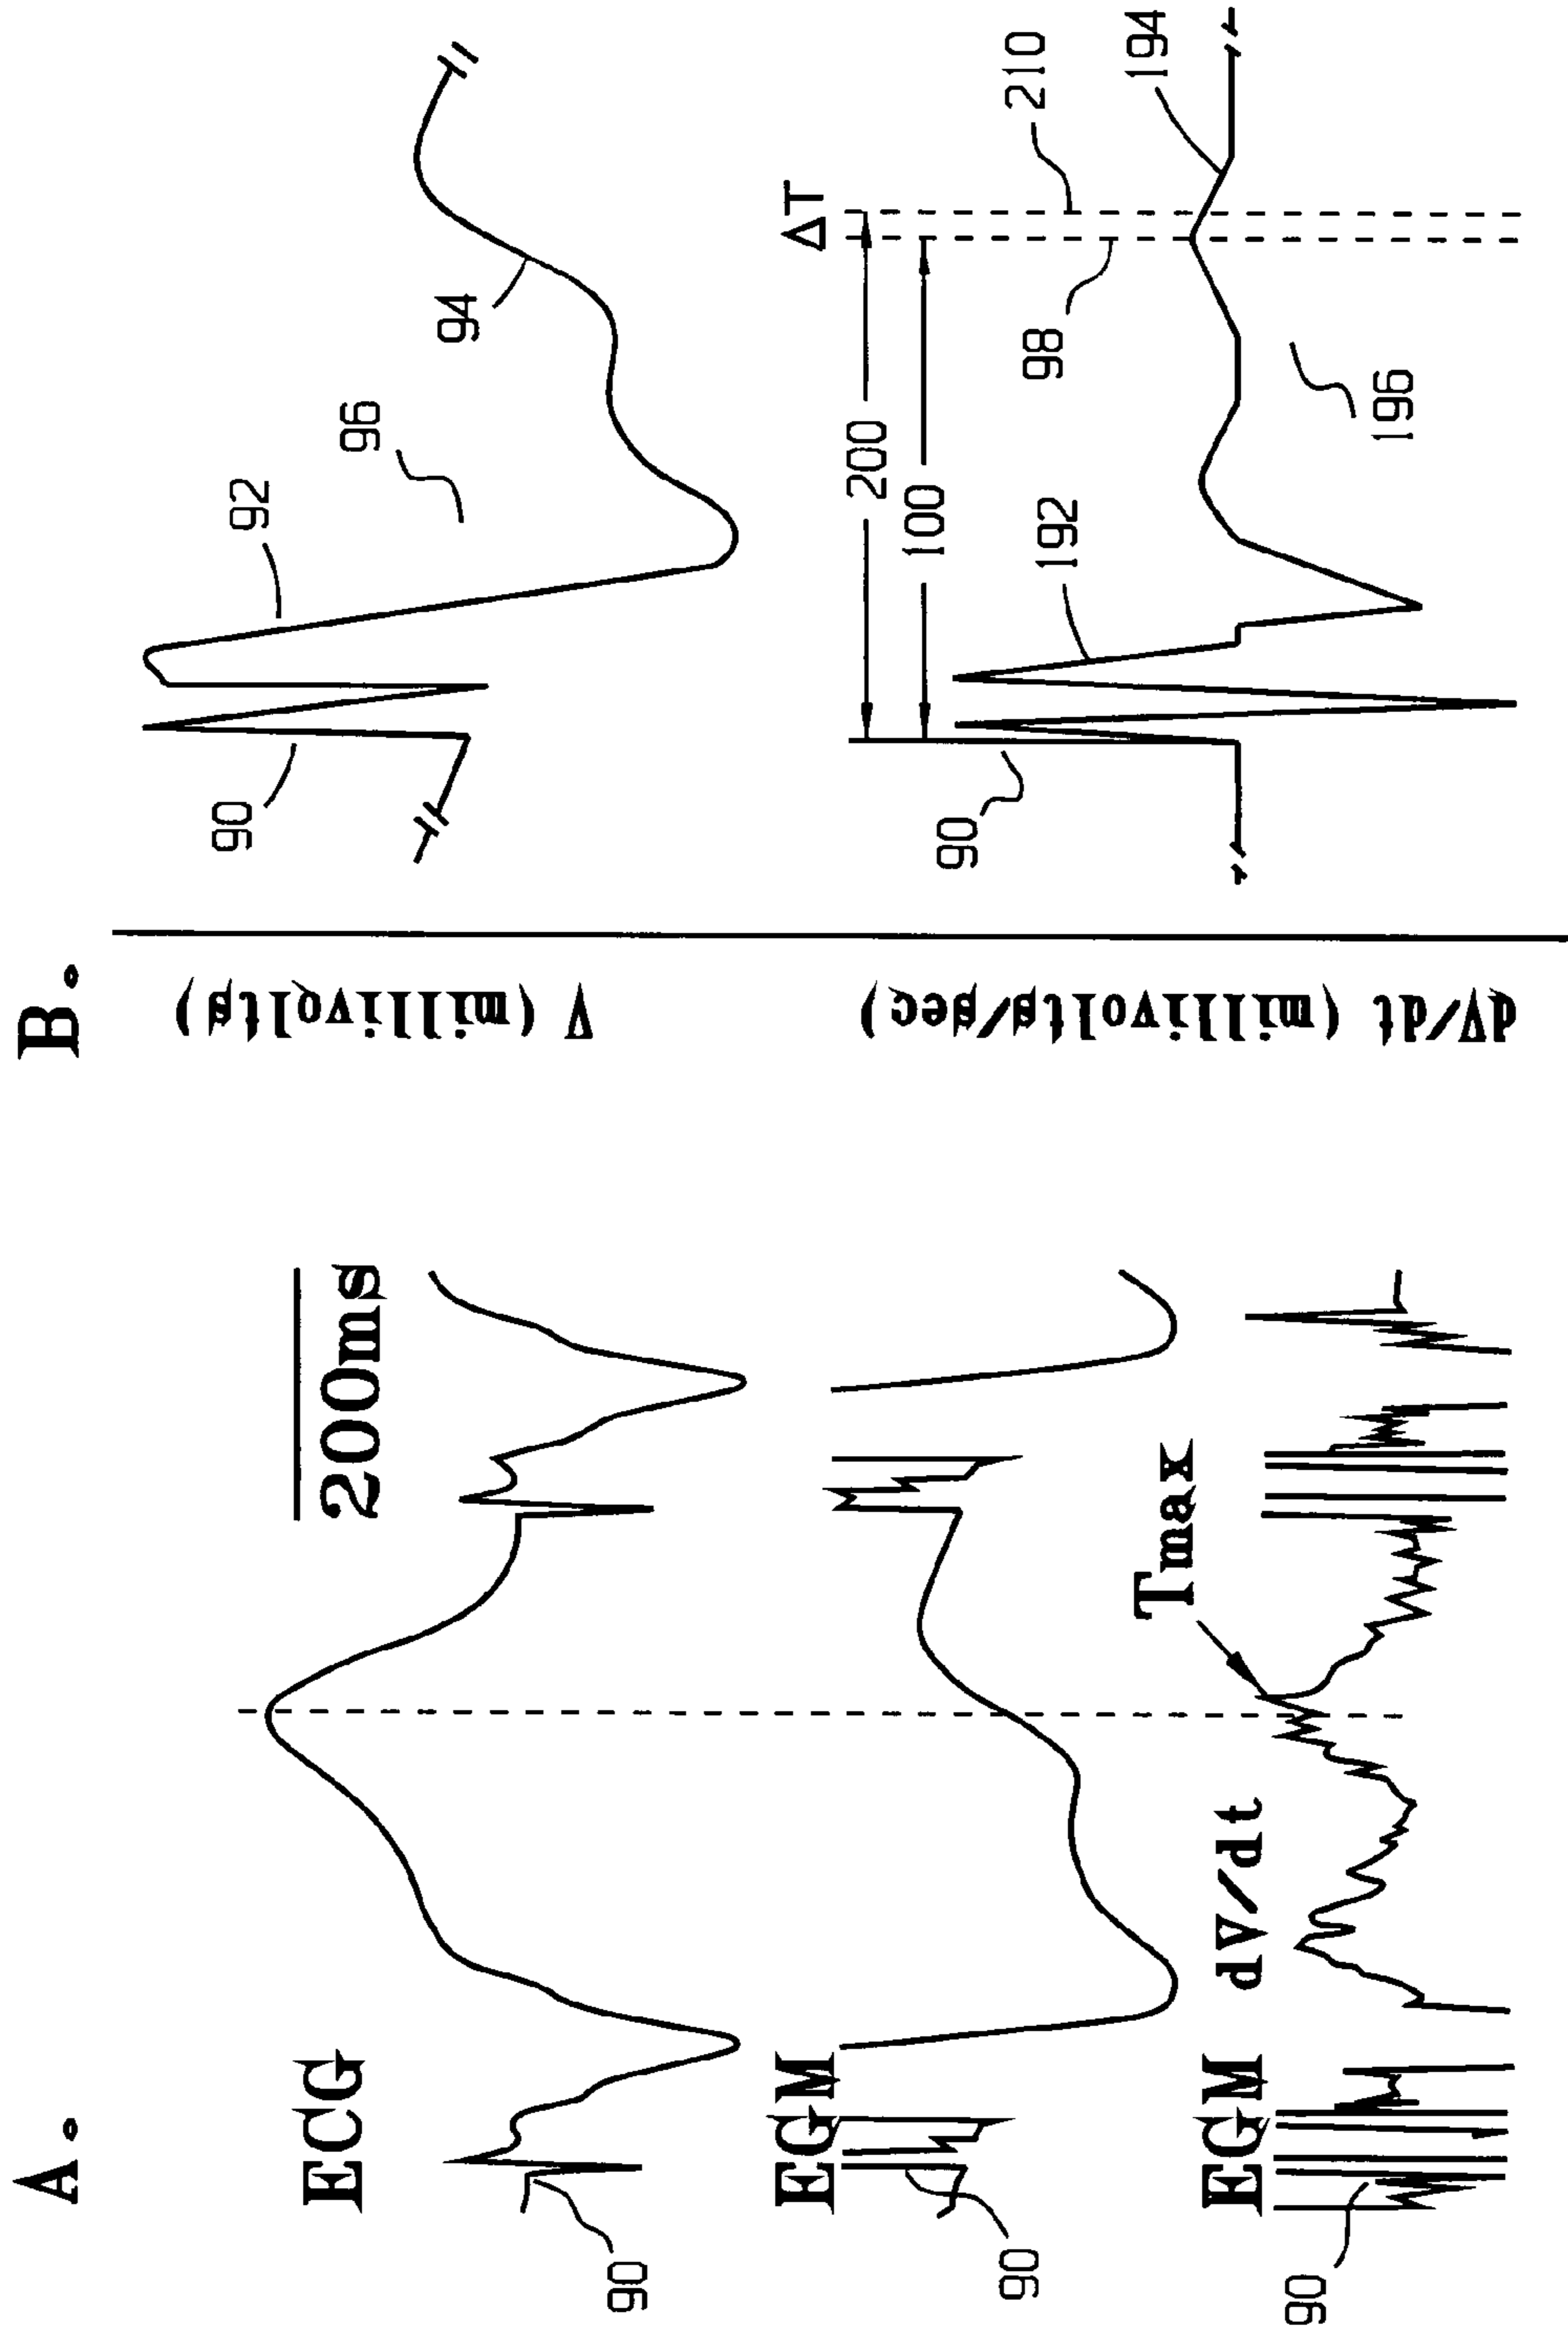 A.
ECG
200ms
90
EGM
90
EGM dV/dt
Tmax
90
B.
V (millivolts)
90
92
96
94
dV/dt (millivolts/sec)
ΔT
200
100
90
192
98
210
196
194